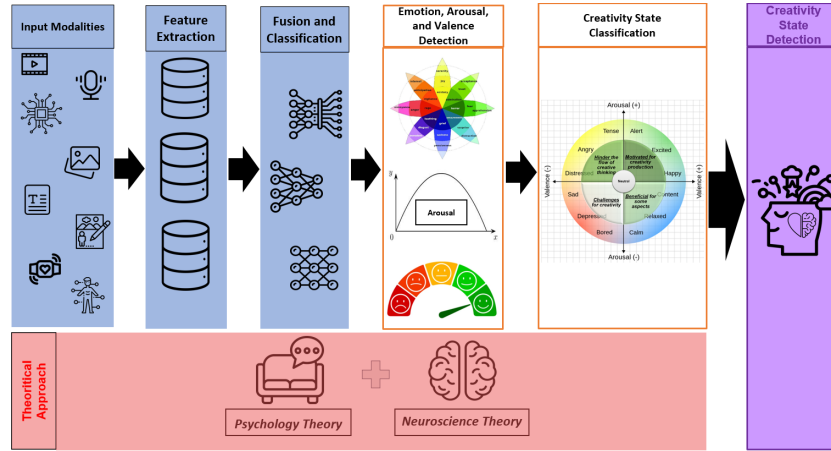 Input Modalities
Feature
Extraction
Fusion and
Classification
Emotion, Arousal,
and Valence
Detection
Creativity State
Classification
Creativity
State
Detection
y
Arousal
0
x
Arousal (+)
Tense
Alert
Angry
Excited
Hinder the
flow of
creative
thinking
Motivated for
creativity
production
Distressed
Happy
Valence (-)
Neutral
Valence (+)
Sad
Content
Challenges
for creativity
Beneficial for
some
aspects
Depressed
Relaxed
Bored
Calm
Arousal (-)
Theoritical
Approach
Psychology Theory
Neuroscience Theory